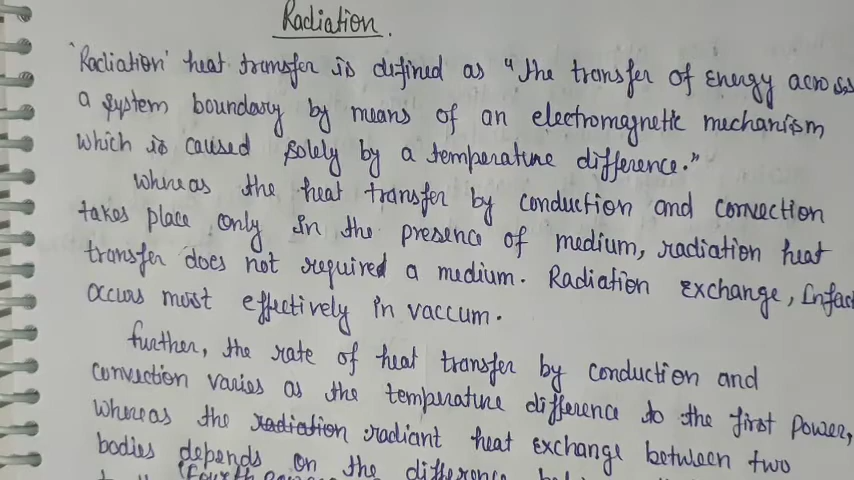 Radiation.
'Radiation' heat transfer is defined as "the transfer of energy across
a system boundary by means of an electromagnetic mechanism
which is caused solely by a temperature difference."
Whereas the heat transfer by conduction and convection
takes place only in the presence of medium, radiation heat
transfer does not required a medium. Radiation exchange, Infact
occurs most effectively in vaccum.
further, the rate of heat transfer by conduction and
convection varies as the temperature difference to the first power,
whereas the radiation radiant heat exchange between two
bodies depends on the difference